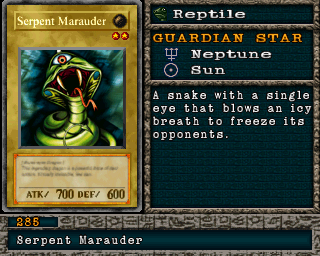 Serpent Marauder
ATK/ 700 DEF/ 600
Reptile
GUARDIAN STAR
♆ Neptune
☉ Sun
A snake with a single
eye that blows an icy
breath to freeze its
opponents.
285
Serpent Marauder